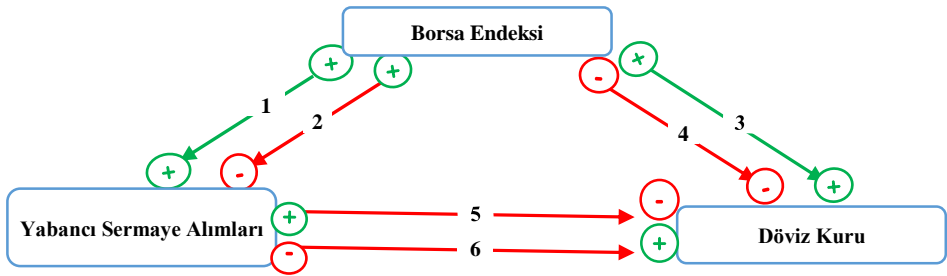 Borsa Endeksi
+ + - +
1 2 4 3
+ - - +
Yabancı Sermaye Alımları
+ 5 -
- 6 +
Döviz Kuru